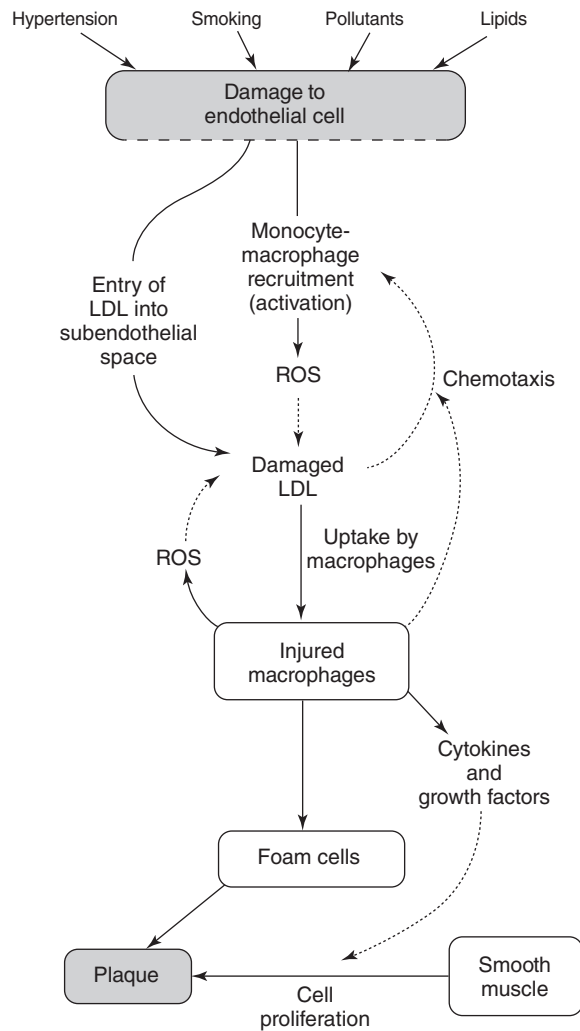 Hypertension
Smoking
Pollutants
Lipids
Damage to
endothelial cell
Monocyte-
macrophage
recruitment
(activation)
Entry of
LDL into
subendothelial
space
ROS
Chemotaxis
Damaged
LDL
ROS
Uptake by
macrophages
Injured
macrophages
Cytokines
and
growth factors
Foam cells
Plaque
Cell
proliferation
Smooth
muscle